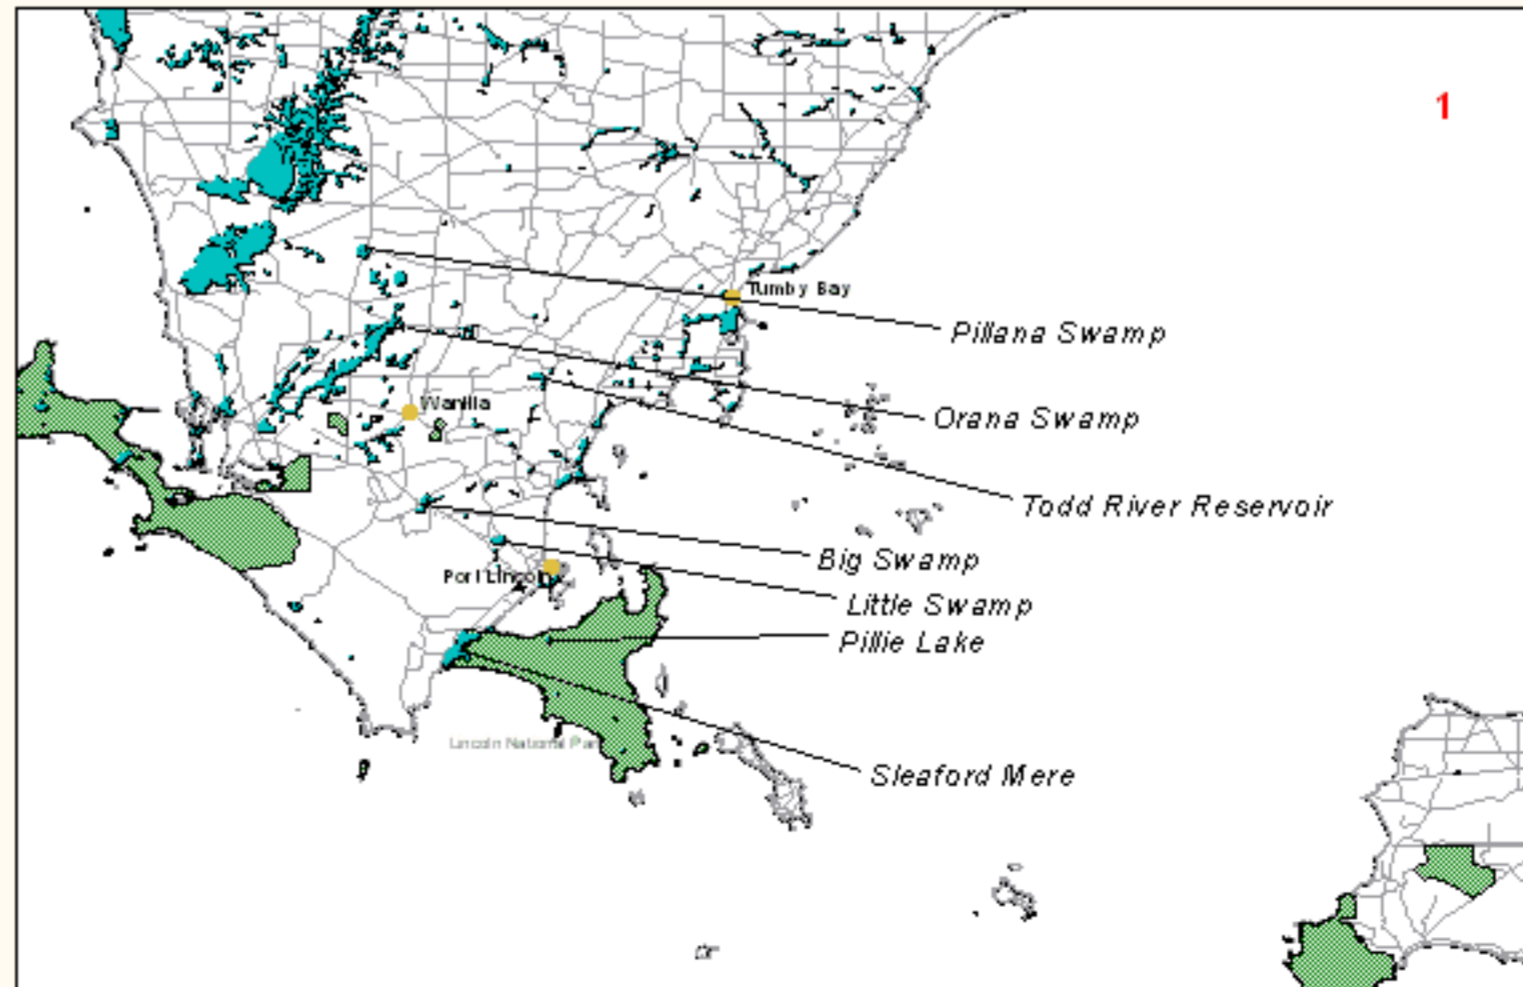 1
Tumby Bay
Pillana Swamp
Wanilla
Orana Swamp
Todd River Reservoir
Big Swamp
Port Lincoln
Little Swamp
Pillie Lake
Lincoln National Par
Sleaford Mere